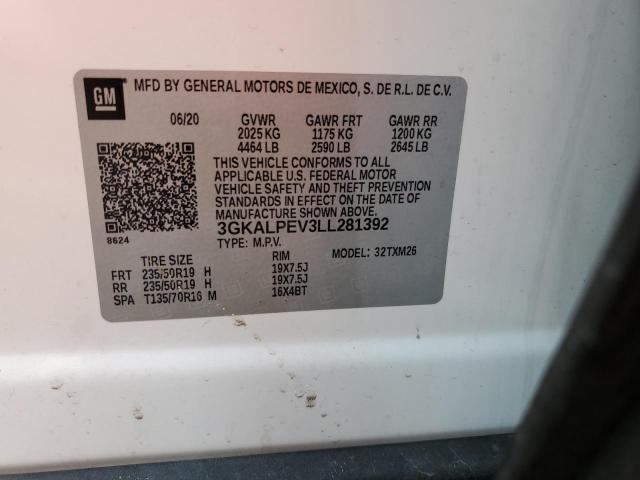 GM
MFD BY GENERAL MOTORS DE MEXICO, S. DE R.L. DE C.V.
06/20 GVWR GAWR FRT GAWR RR
2025 KG 1175 KG 1200 KG
4464 LB 2590 LB 2645 LB
THIS VEHICLE CONFORMS TO ALL
APPLICABLE U.S. FEDERAL MOTOR
VEHICLE SAFETY AND THEFT PREVENTION
STANDARDS IN EFFECT ON THE DATE OF
MANUFACTURE SHOWN ABOVE.
3GKALPEV3LL281392
8624
TYPE: M.P.V. MODEL: 32TXM26
TIRE SIZE RIM
FRT 235/50R19 H 19X7.5J
RR 235/50R19 H 19X7.5J
SPA T135/70R16 M 16X4BT